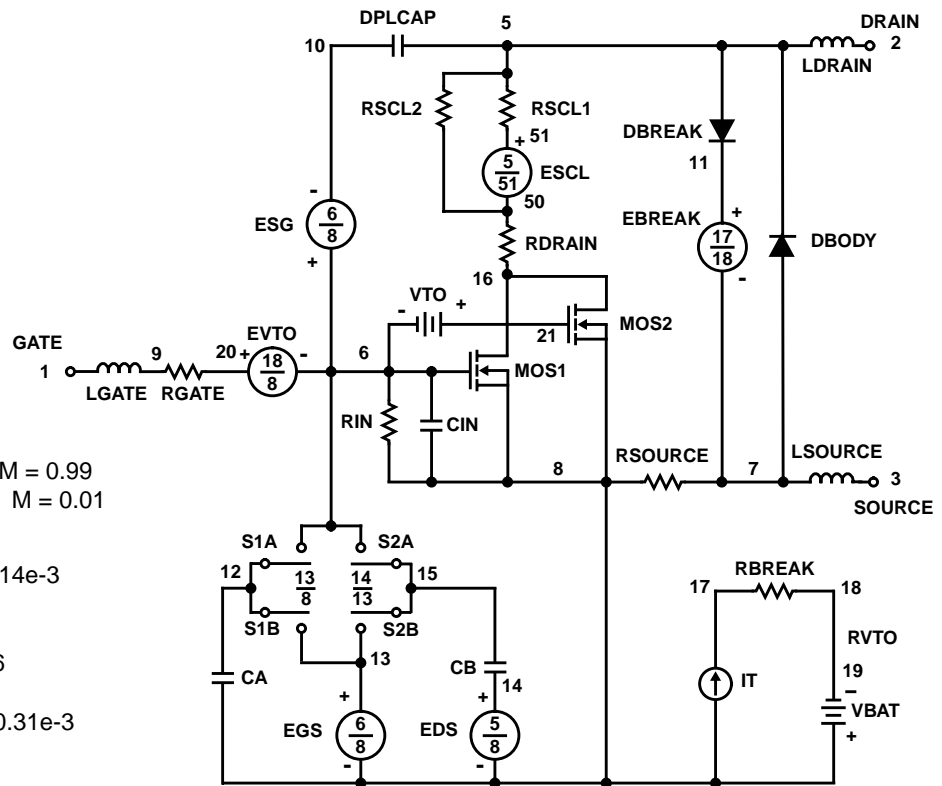 DPLCAP
5
DRAIN
2
10
LDRAIN
RSCL2
RSCL1
+ 51
DBREAK
5
51
ESCL
11
50
-
ESG
6
8
+
EBREAK
+
17
18
-
DBODY
RDRAIN
16
- VTO +
21
MOS2
GATE
1
9
20
EVTO
+
18
8
-
6
MOS1
LGATE
RGATE
RIN
CIN
8
RSOURCE
7
LSOURCE
3
SOURCE
M = 0.99
M = 0.01
14e-3
6
0.31e-3
S1A
S2A
12
13
8
14
13
15
S1B
S2B
13
CA
CB
14
+
EGS
6
8
-
+
EDS
5
8
-
RBREAK
17
18
RVTO
19
IT
-
VBAT
+